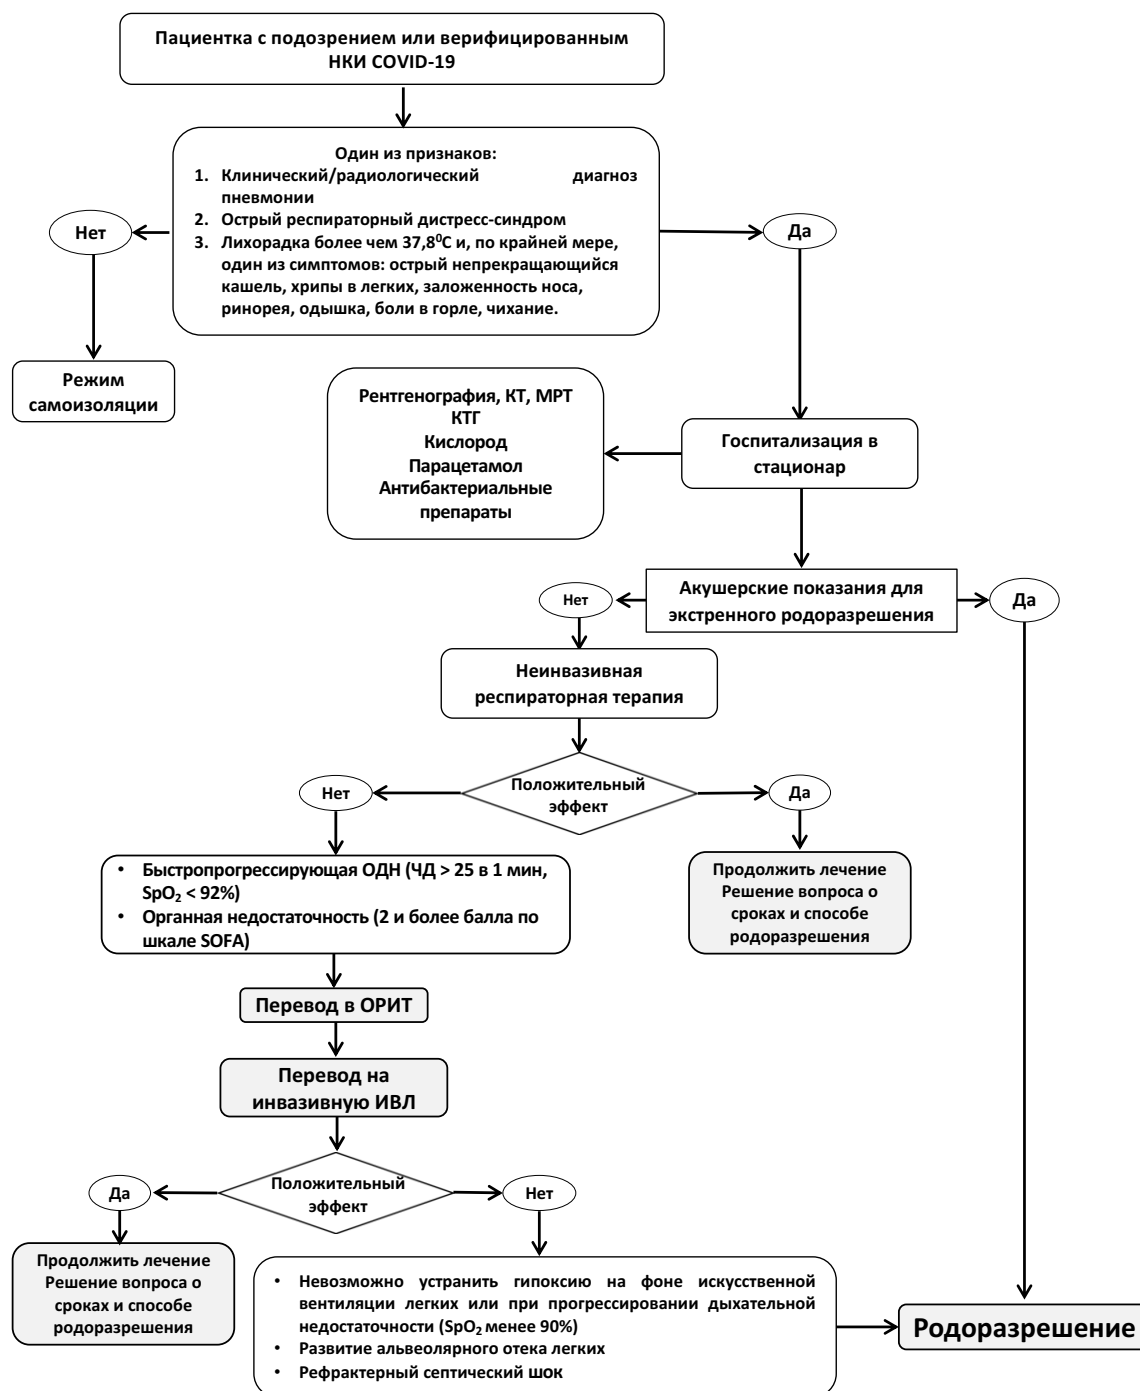 Пациентка с подозрением или верифицированным
НКИ COVID-19
Один из признаков:
1. Клинический/радиологический диагноз
пневмонии
2. Острый респираторный дистресс-синдром
3. Лихорадка более чем 37,8⁰С и, по крайней мере,
один из симптомов: острый непрекращающийся
кашель, хрипы в легких, заложенность носа,
ринорея, одышка, боли в горле, чихание.
Нет
Да
Режим
самоизоляции
Рентгенография, КТ, МРТ
КТГ
Кислород
Парацетамол
Антибактериальные
препараты
Госпитализация в
стационар
Акушерские показания для
экстренного родоразрешения
Нет
Да
Неинвазивная
респираторная терапия
Положительный
эффект
Нет
Да
• Быстропрогрессирующая ОДН (ЧД > 25 в 1 мин,
SpO₂ < 92%)
• Органная недостаточность (2 и более балла по
шкале SOFA)
Продолжить лечение
Решение вопроса о
сроках и способе
родоразрешения
Перевод в ОРИТ
Перевод на
инвазивную ИВЛ
Положительный
эффект
Да
Нет
Продолжить лечение
Решение вопроса о
сроках и способе
родоразрешения
• Невозможно устранить гипоксию на фоне искусственной
вентиляции легких или при прогрессировании дыхательной
недостаточности (SpO₂ менее 90%)
• Развитие альвеолярного отека легких
• Рефрактерный септический шок
Родоразрешение